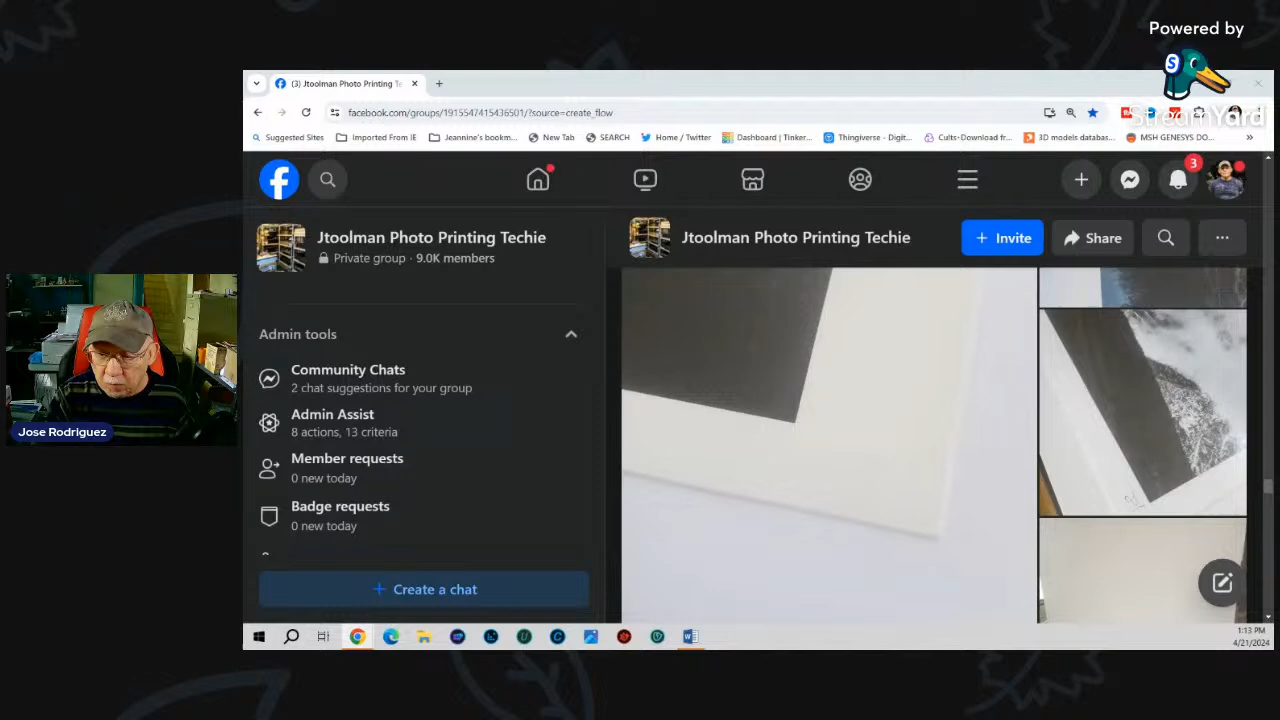 Powered by
StreamYard
(3) Jtoolman Photo Printing Te
facebook.com/groups/1915547415436501/?source=create_flow
Suggested Sites
Imported From IE
Jeannine's bookm...
New Tab
SEARCH
Home / Twitter
Dashboard | Tinker...
Thingiverse - Digit...
Cults-Download fr...
3D models databas...
MSH GENESYS DO...
3
Jtoolman Photo Printing Techie
Private group · 9.0K members
Jtoolman Photo Printing Techie
+ Invite
Share
Admin tools
Community Chats
2 chat suggestions for your group
Admin Assist
8 actions, 13 criteria
Member requests
0 new today
Badge requests
0 new today
+ Create a chat
Jose Rodriguez
1:13 PM
4/21/2024